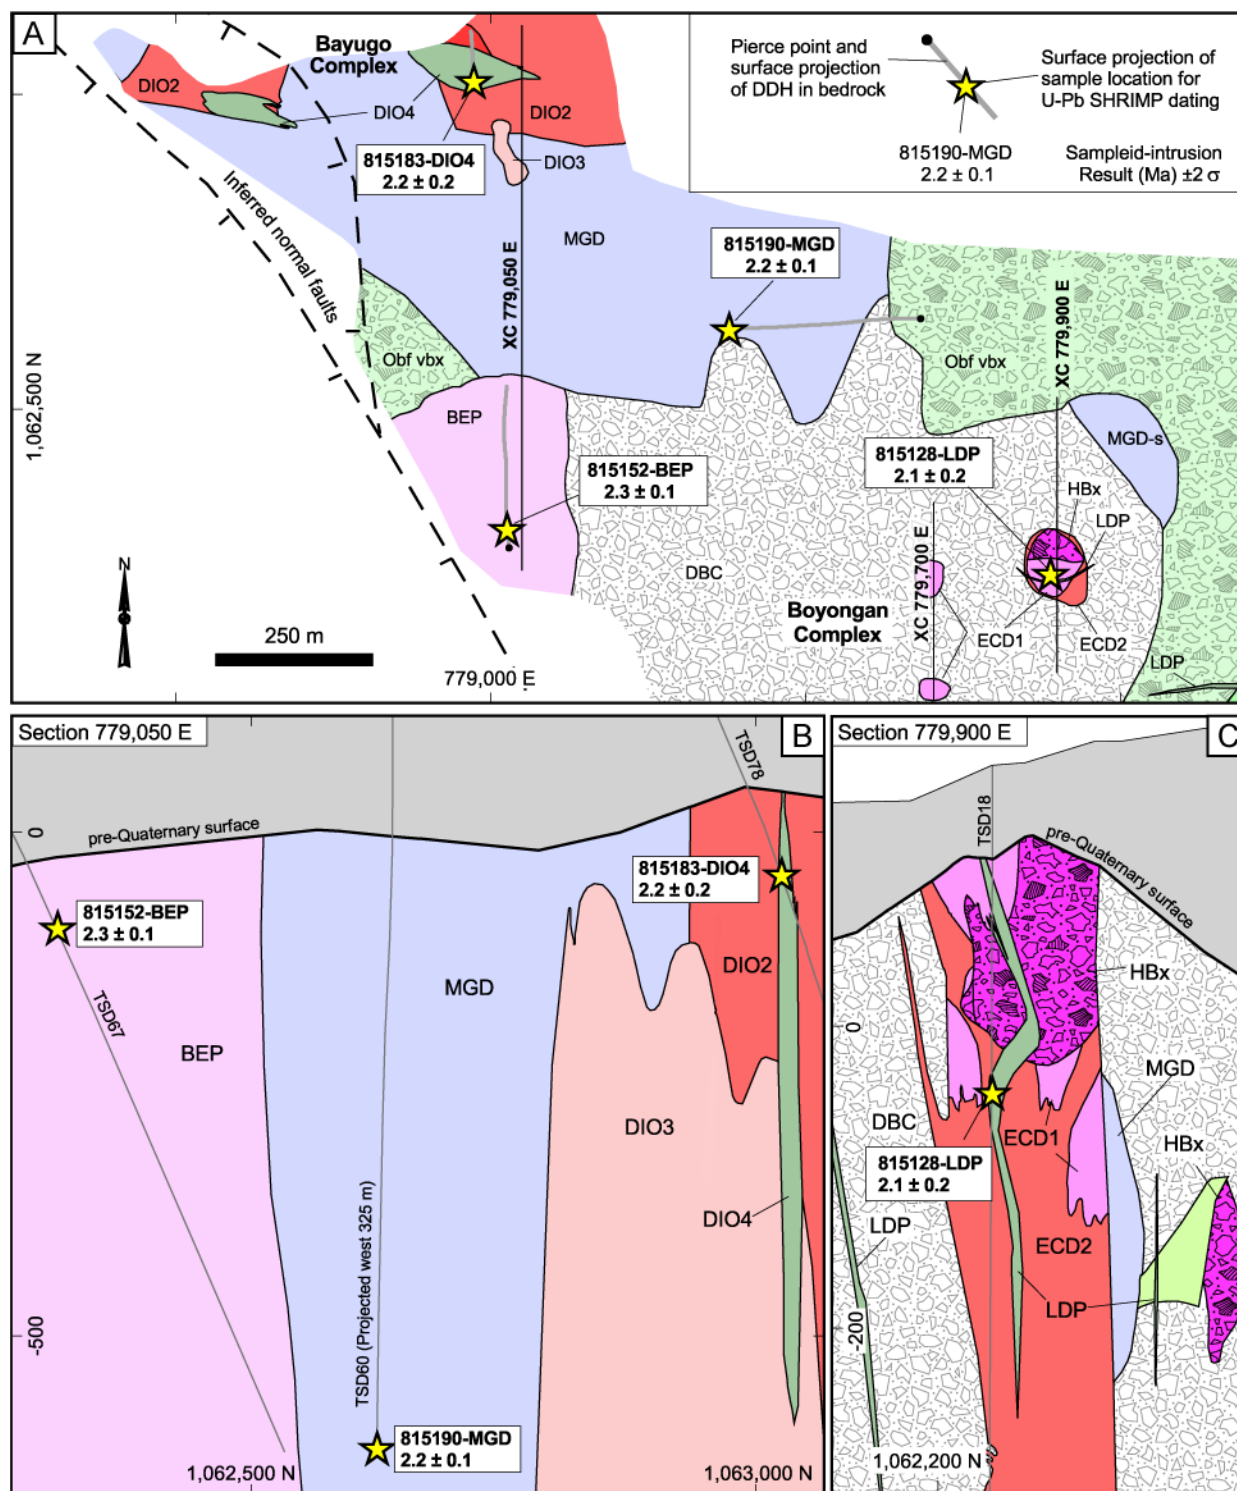 A
Bayugo
Complex
DIO2
DIO4
DIO2
DIO3
815183-DIO4
2.2 ± 0.2
Pierce point and
surface projection
of DDH in bedrock
Surface projection of
sample location for
U-Pb SHRIMP dating
815190-MGD
2.2 ± 0.1
Sampleid-intrusion
Result (Ma) ±2 σ
Inferred normal faults
MGD
XC 779,050 E
815190-MGD
2.2 ± 0.1
Obf vbx
Obf vbx
XC 779,900 E
1,062,500 N
BEP
815152-BEP
2.3 ± 0.1
815128-LDP
2.1 ± 0.2
MGD-s
HBx
LDP
XC 779,700 E
DBC
N
250 m
Boyongan
Complex
ECD1
ECD2
LDP
779,000 E
Section 779,050 E
B
TSD78
0
pre-Quaternary surface
815183-DIO4
2.2 ± 0.2
815152-BEP
2.3 ± 0.1
TSD67
BEP
MGD
DIO2
DIO3
DIO4
TSD60 (Projected west 325 m)
-500
815190-MGD
2.2 ± 0.1
1,062,500 N
1,063,000 N
Section 779,900 E
C
TSD18
pre-Quaternary surface
HBx
0
MGD
DBC
ECD1
HBx
815128-LDP
2.1 ± 0.2
LDP
ECD2
LDP
-200
1,062,200 N